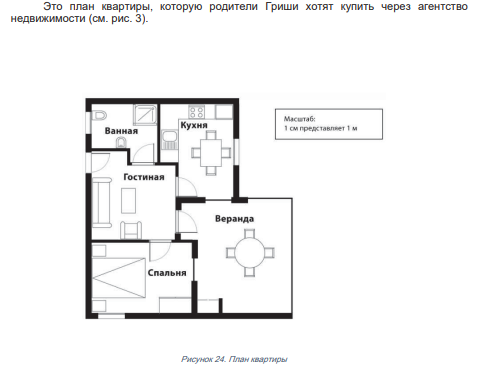 Это план квартиры, которую родители Гриши хотят купить через агентство
недвижимости (см. рис. 3).
Масштаб:
1 см представляет 1 м
Ванная
Кухня
Гостиная
Веранда
Спальня
Рисунок 24. План квартиры